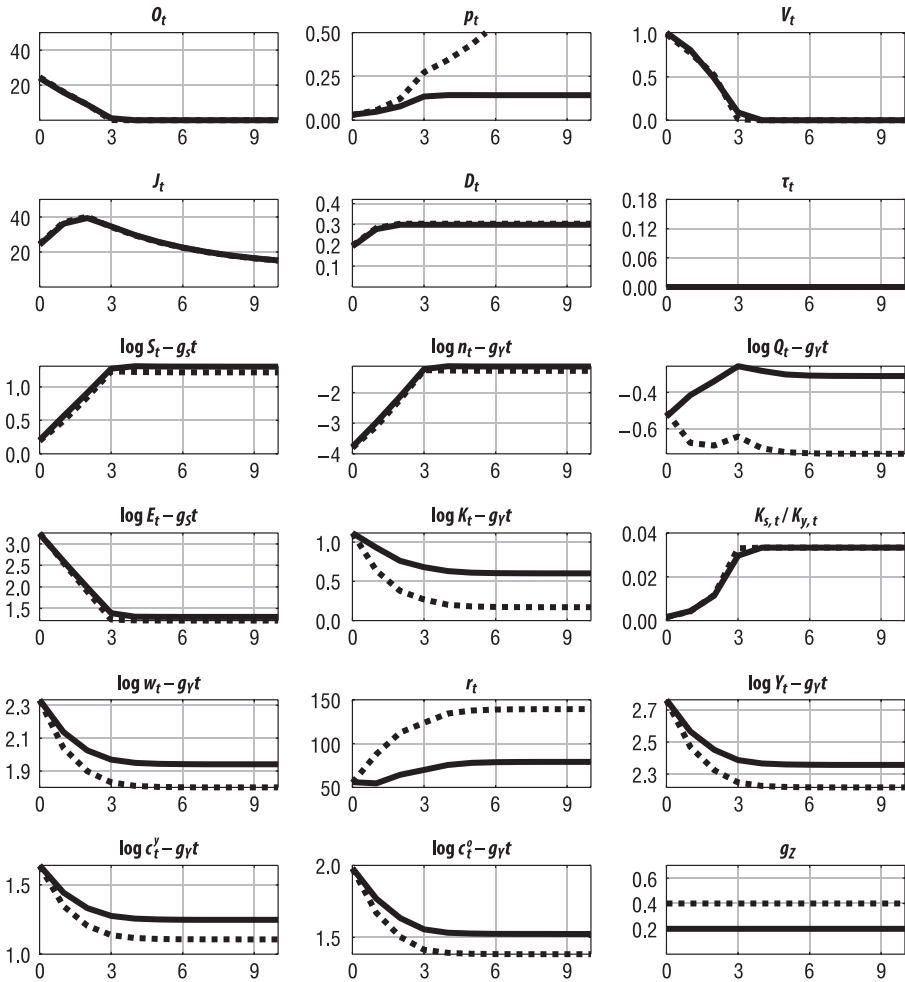 O_t p_t V_t
40 0.50 1.0
20 0.25 0.5
0.00 0.0
0 3 6 9 0 3 6 9 0 3 6 9
J_t D_t τ_t
40 0.4 0.18
20 0.3 0.12
0.2 0.06
0.1 0.00
0 3 6 9 0 3 6 9 0 3 6 9
log S_t – g_s t log n_t – g_Y t log Q_t – g_Y t
1.0 –2 –0.4
0.5 –3 –0.6
0.0 –4
0 3 6 9 0 3 6 9 0 3 6 9
log E_t – g_S t log K_t – g_Y t K_{s,t} / K_{y,t}
3.0 1.0 0.04
2.5 0.5 0.02
2.0 0.0 0.00
1.5
0 3 6 9 0 3 6 9 0 3 6 9
log w_t – g_Y t r_t log Y_t – g_Y t
2.3 150 2.7
2.1 100 2.5
1.9 50 2.3
0 3 6 9 0 3 6 9 0 3 6 9
log c_t^y – g_Y t log c_t^o – g_Y t g_Z
1.5 2.0 0.6
1.0 1.5 0.4
0.2
0 3 6 9 0 3 6 9 0 3 6 9